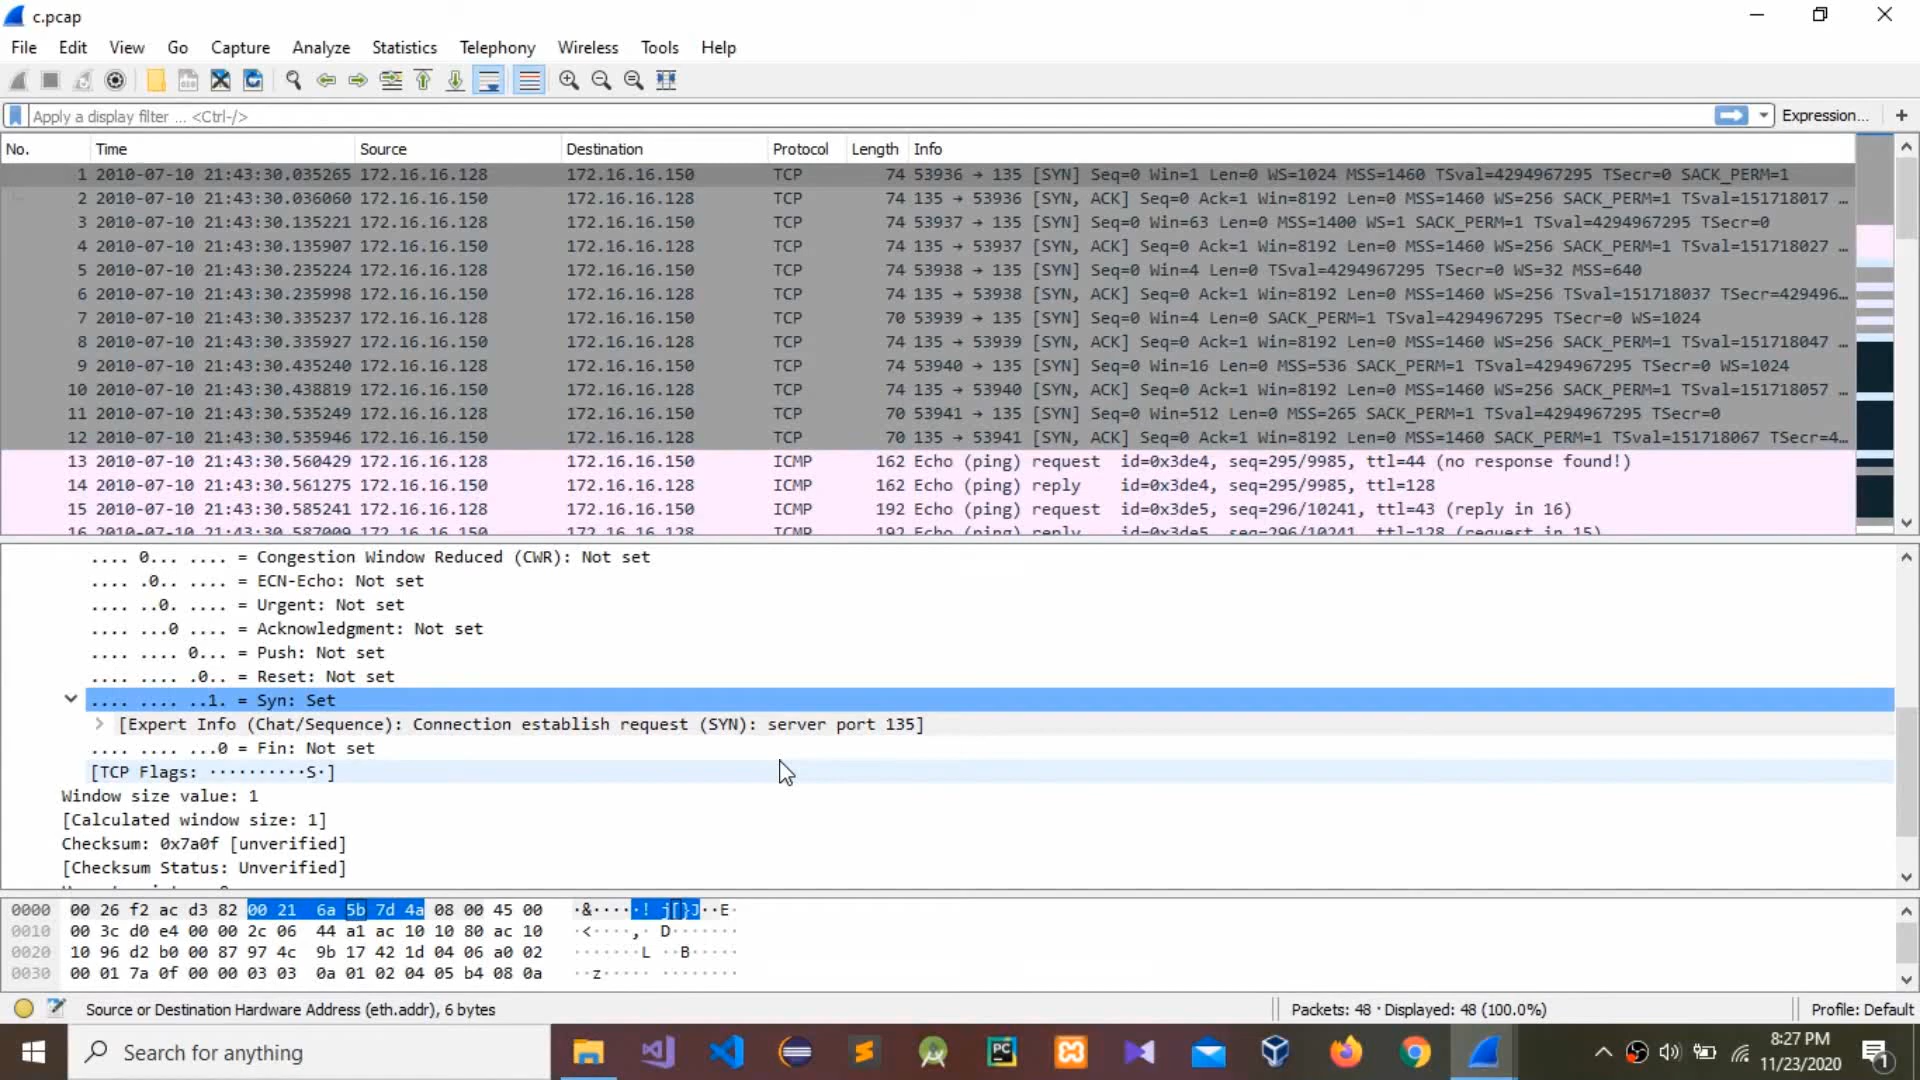 c.pcap
File Edit View Go Capture Analyze Statistics Telephony Wireless Tools Help
Apply a display filter ... <Ctrl-/>
Expression...
+
No. Time Source Destination Protocol Length Info
1 2010-07-10 21:43:30.035265 172.16.16.128 172.16.16.150 TCP 74 53936 → 135 [SYN] Seq=0 Win=1 Len=0 WS=1024 MSS=1460 TSval=4294967295 TSecr=0 SACK_PERM=1
2 2010-07-10 21:43:30.036060 172.16.16.150 172.16.16.128 TCP 74 135 → 53936 [SYN, ACK] Seq=0 Ack=1 Win=8192 Len=0 MSS=1460 WS=256 SACK_PERM=1 TSval=151718017 …
3 2010-07-10 21:43:30.135221 172.16.16.128 172.16.16.150 TCP 74 53937 → 135 [SYN] Seq=0 Win=63 Len=0 MSS=1400 WS=1 SACK_PERM=1 TSval=4294967295 TSecr=0
4 2010-07-10 21:43:30.135907 172.16.16.150 172.16.16.128 TCP 74 135 → 53937 [SYN, ACK] Seq=0 Ack=1 Win=8192 Len=0 MSS=1460 WS=256 SACK_PERM=1 TSval=151718027 …
5 2010-07-10 21:43:30.235224 172.16.16.128 172.16.16.150 TCP 74 53938 → 135 [SYN] Seq=0 Win=4 Len=0 TSval=4294967295 TSecr=0 WS=32 MSS=640
6 2010-07-10 21:43:30.235998 172.16.16.150 172.16.16.128 TCP 74 135 → 53938 [SYN, ACK] Seq=0 Ack=1 Win=8192 Len=0 MSS=1460 WS=256 TSval=151718037 TSecr=429496…
7 2010-07-10 21:43:30.335237 172.16.16.128 172.16.16.150 TCP 70 53939 → 135 [SYN] Seq=0 Win=4 Len=0 SACK_PERM=1 TSval=4294967295 TSecr=0 WS=1024
8 2010-07-10 21:43:30.335927 172.16.16.150 172.16.16.128 TCP 74 135 → 53939 [SYN, ACK] Seq=0 Ack=1 Win=8192 Len=0 MSS=1460 WS=256 SACK_PERM=1 TSval=151718047 …
9 2010-07-10 21:43:30.435240 172.16.16.128 172.16.16.150 TCP 74 53940 → 135 [SYN] Seq=0 Win=16 Len=0 MSS=536 SACK_PERM=1 TSval=4294967295 TSecr=0 WS=1024
10 2010-07-10 21:43:30.438819 172.16.16.150 172.16.16.128 TCP 74 135 → 53940 [SYN, ACK] Seq=0 Ack=1 Win=8192 Len=0 MSS=1460 WS=256 SACK_PERM=1 TSval=151718057 …
11 2010-07-10 21:43:30.535249 172.16.16.128 172.16.16.150 TCP 70 53941 → 135 [SYN] Seq=0 Win=512 Len=0 MSS=265 SACK_PERM=1 TSval=4294967295 TSecr=0
12 2010-07-10 21:43:30.535946 172.16.16.150 172.16.16.128 TCP 70 135 → 53941 [SYN, ACK] Seq=0 Ack=1 Win=8192 Len=0 MSS=1460 SACK_PERM=1 TSval=151718067 TSecr=4…
13 2010-07-10 21:43:30.560429 172.16.16.128 172.16.16.150 ICMP 162 Echo (ping) request id=0x3de4, seq=295/9985, ttl=44 (no response found!)
14 2010-07-10 21:43:30.561275 172.16.16.150 172.16.16.128 ICMP 162 Echo (ping) reply id=0x3de4, seq=295/9985, ttl=128
15 2010-07-10 21:43:30.585241 172.16.16.128 172.16.16.150 ICMP 192 Echo (ping) request id=0x3de5, seq=296/10241, ttl=43 (reply in 16)
16 2010-07-10 21:43:30.587009 172.16.16.150 172.16.16.128 ICMP 192 Echo (ping) reply id=0x3de5, seq=296/10241, ttl=128 (request in 15)
.... 0... .... = Congestion Window Reduced (CWR): Not set
.... .0.. .... = ECN-Echo: Not set
.... ..0. .... = Urgent: Not set
.... ...0 .... = Acknowledgment: Not set
.... .... 0... = Push: Not set
.... .... .0.. = Reset: Not set
.... .... ..1. = Syn: Set
[Expert Info (Chat/Sequence): Connection establish request (SYN): server port 135]
.... .... ...0 = Fin: Not set
[TCP Flags: ··········S·]
Window size value: 1
[Calculated window size: 1]
Checksum: 0x7a0f [unverified]
[Checksum Status: Unverified]
0000 00 26 f2 ac d3 82 00 21 6a 5b 7d 4a 08 00 45 00 ·&·····! j[}J··E·
0010 00 3c d0 e4 00 00 2c 06 44 a1 ac 10 10 80 ac 10 ·<····,· D·······
0020 10 96 d2 b0 00 87 97 4c 9b 17 42 1d 04 06 a0 02 ·······L ··B·····
0030 00 01 7a 0f 00 00 03 03 0a 01 02 04 05 b4 08 0a ··z····· ········
Source or Destination Hardware Address (eth.addr), 6 bytes
Packets: 48 · Displayed: 48 (100.0%)
Profile: Default
Search for anything
PC
8:27 PM
11/23/2020
1